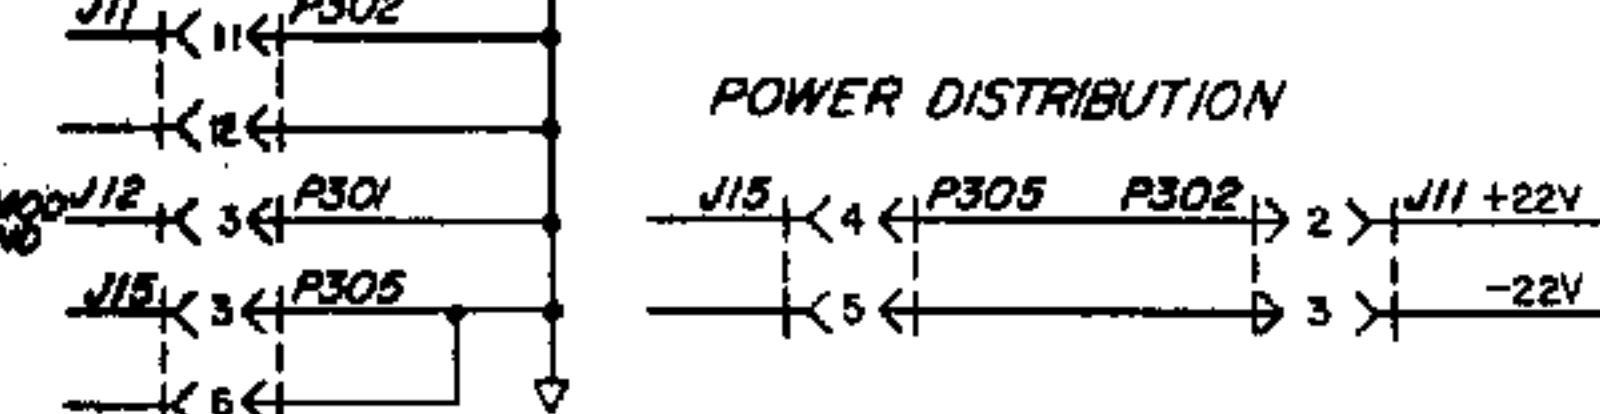 J11 11 P302
12
POWER DISTRIBUTION
J12 3 P301
J15 3 P305
6
J15 4 P305 P302 2 J11 +22V
5 3 -22V